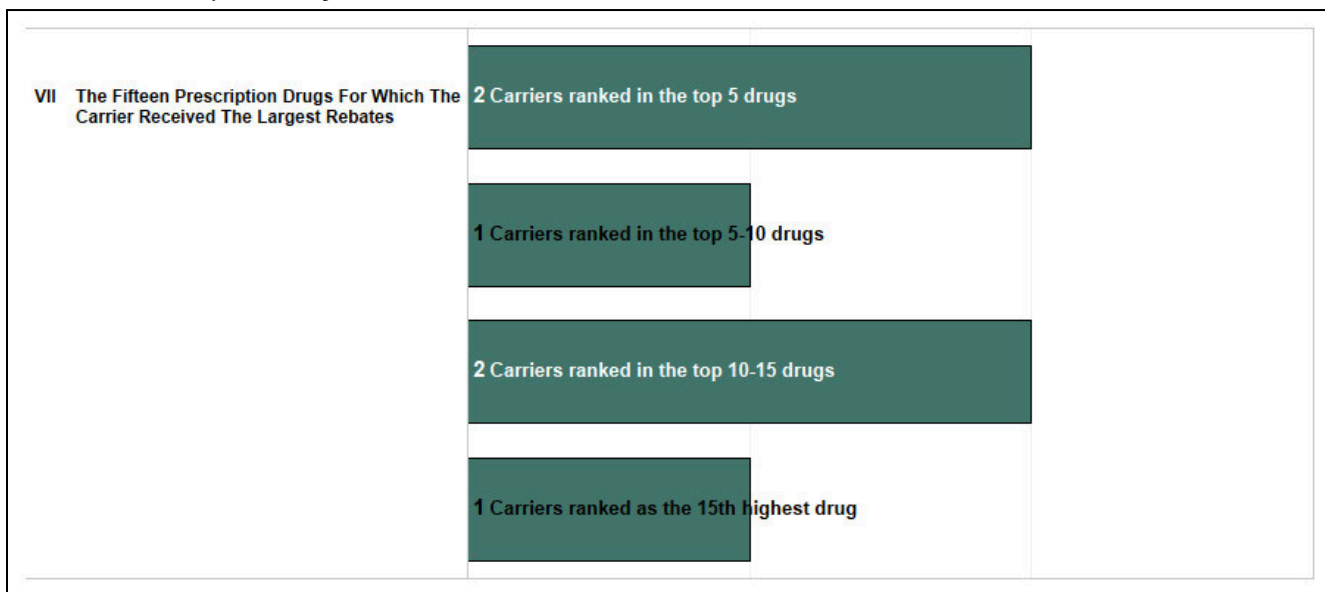 VII The Fifteen Prescription Drugs For Which The
Carrier Received The Largest Rebates
2 Carriers ranked in the top 5 drugs
1 Carriers ranked in the top 5-10 drugs
2 Carriers ranked in the top 10-15 drugs
1 Carriers ranked as the 15th highest drug